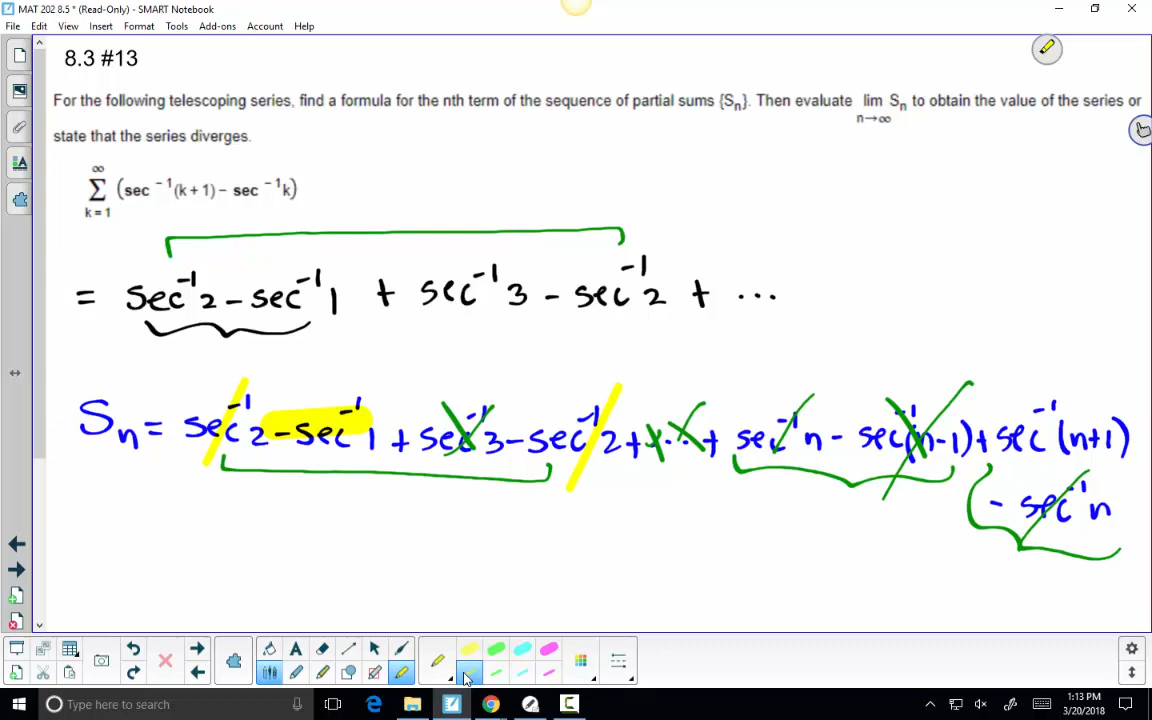 MAT 202 8.5 * (Read-Only) - SMART Notebook
File Edit View Insert Format Tools Add-ons Account Help
8.3 #13
For the following telescoping series, find a formula for the nth term of the sequence of partial sums {Sₙ}. Then evaluate lim Sₙ to obtain the value of the series or
n→∞
state that the series diverges.
∞
∑ (sec ⁻¹(k + 1) − sec ⁻¹k)
k = 1
= sec⁻¹2 − sec⁻¹1 + sec⁻¹3 − sec⁻¹2 + ...
Sₙ = sec⁻¹2 − sec⁻¹1 + sec⁻¹3 − sec⁻¹2 + ... + sec⁻¹n − sec⁻¹(n−1) + sec⁻¹(n+1)
− sec⁻¹n
Type here to search
1:13 PM
3/20/2018